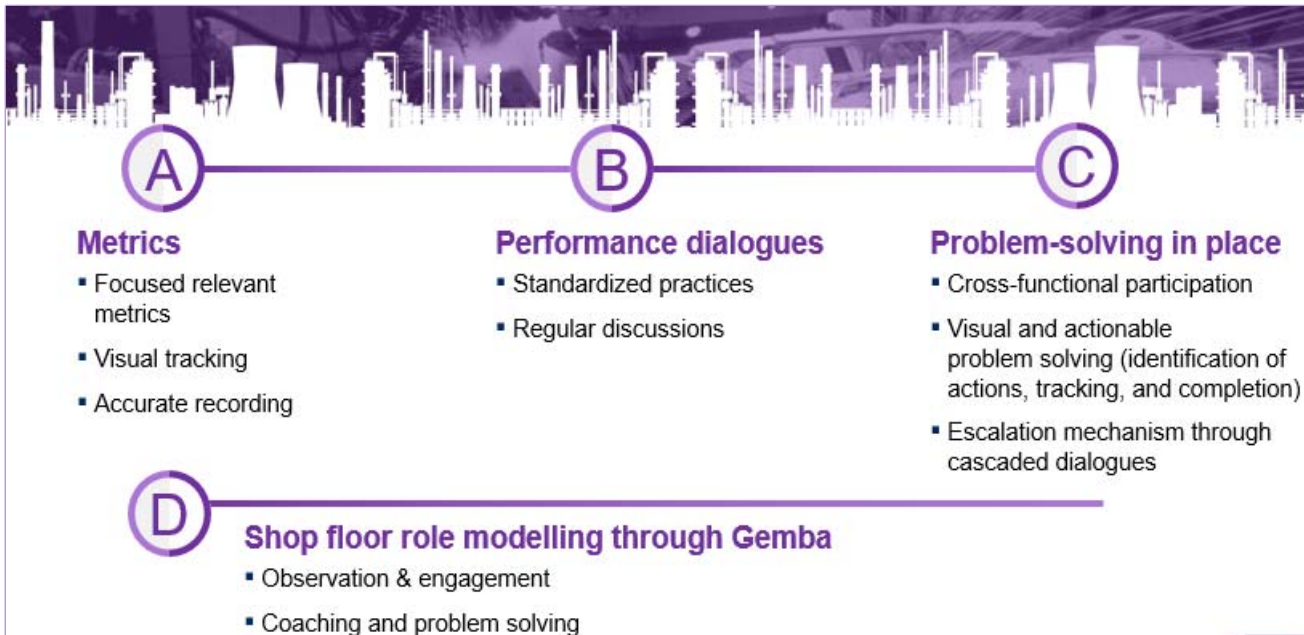 A
B
C
Metrics
▪ Focused relevant
metrics
▪ Visual tracking
▪ Accurate recording
Performance dialogues
▪ Standardized practices
▪ Regular discussions
Problem-solving in place
▪ Cross-functional participation
▪ Visual and actionable
problem solving (identification of
actions, tracking, and completion)
▪ Escalation mechanism through
cascaded dialogues
D
Shop floor role modelling through Gemba
▪ Observation & engagement
▪ Coaching and problem solving